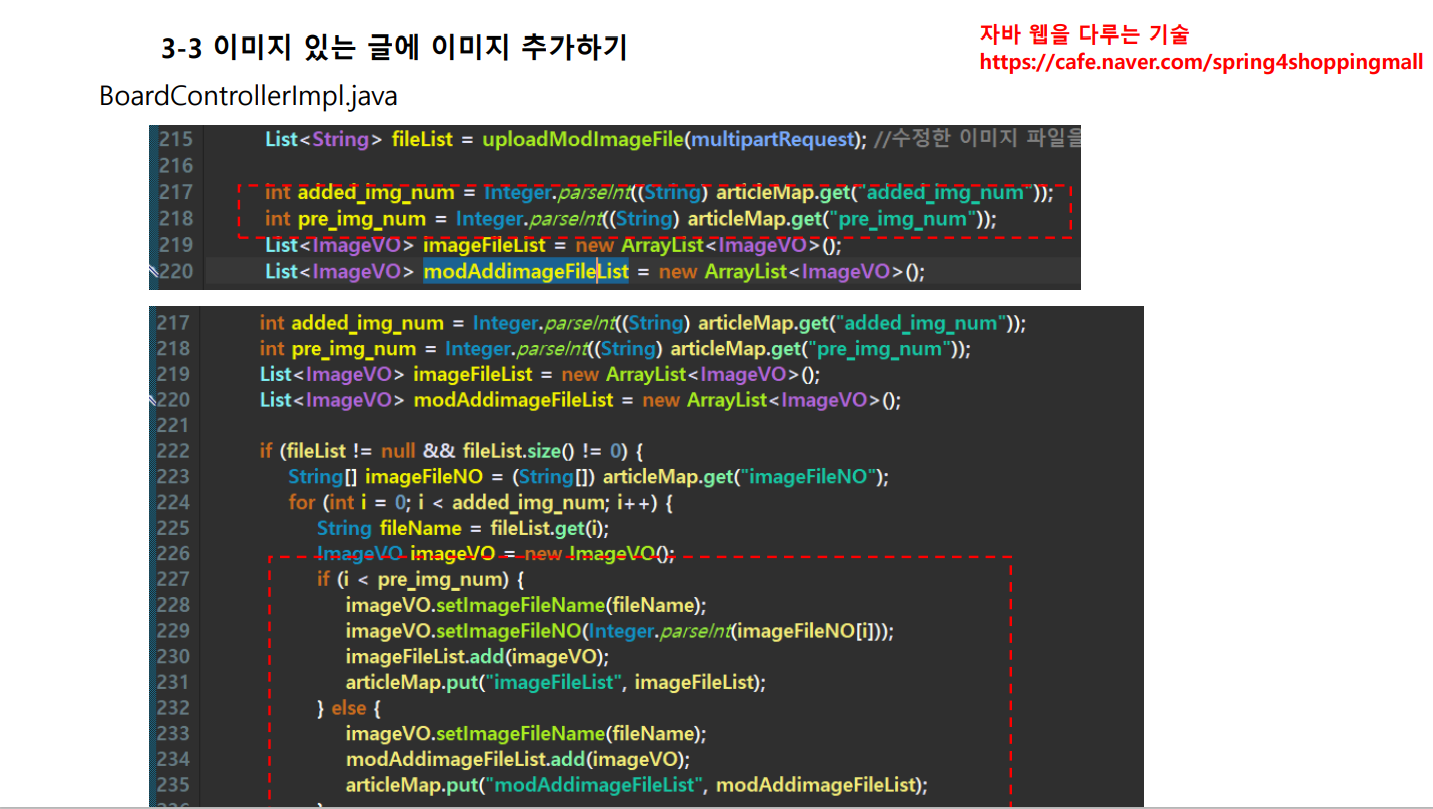 3-3 이미지 있는 글에 이미지 추가하기
자바 웹을 다루는 기술
https://cafe.naver.com/spring4shoppingmall
BoardControllerImpl.java
215 List<String> fileList = uploadModImageFile(multipartRequest); //수정한 이미지 파일을
216
217 int added_img_num = Integer.parseInt((String) articleMap.get("added_img_num"));
218 int pre_img_num = Integer.parseInt((String) articleMap.get("pre_img_num"));
219 List<ImageVO> imageFileList = new ArrayList<ImageVO>();
220 List<ImageVO> modAddimageFileList = new ArrayList<ImageVO>();
217 int added_img_num = Integer.parseInt((String) articleMap.get("added_img_num"));
218 int pre_img_num = Integer.parseInt((String) articleMap.get("pre_img_num"));
219 List<ImageVO> imageFileList = new ArrayList<ImageVO>();
220 List<ImageVO> modAddimageFileList = new ArrayList<ImageVO>();
221
222 if (fileList != null && fileList.size() != 0) {
223 String[] imageFileNO = (String[]) articleMap.get("imageFileNO");
224 for (int i = 0; i < added_img_num; i++) {
225 String fileName = fileList.get(i);
226 ImageVO imageVO = new ImageVO();
227 if (i < pre_img_num) {
228 imageVO.setImageFileName(fileName);
229 imageVO.setImageFileNO(Integer.parseInt(imageFileNO[i]));
230 imageFileList.add(imageVO);
231 articleMap.put("imageFileList", imageFileList);
232 } else {
233 imageVO.setImageFileName(fileName);
234 modAddimageFileList.add(imageVO);
235 articleMap.put("modAddimageFileList", modAddimageFileList);